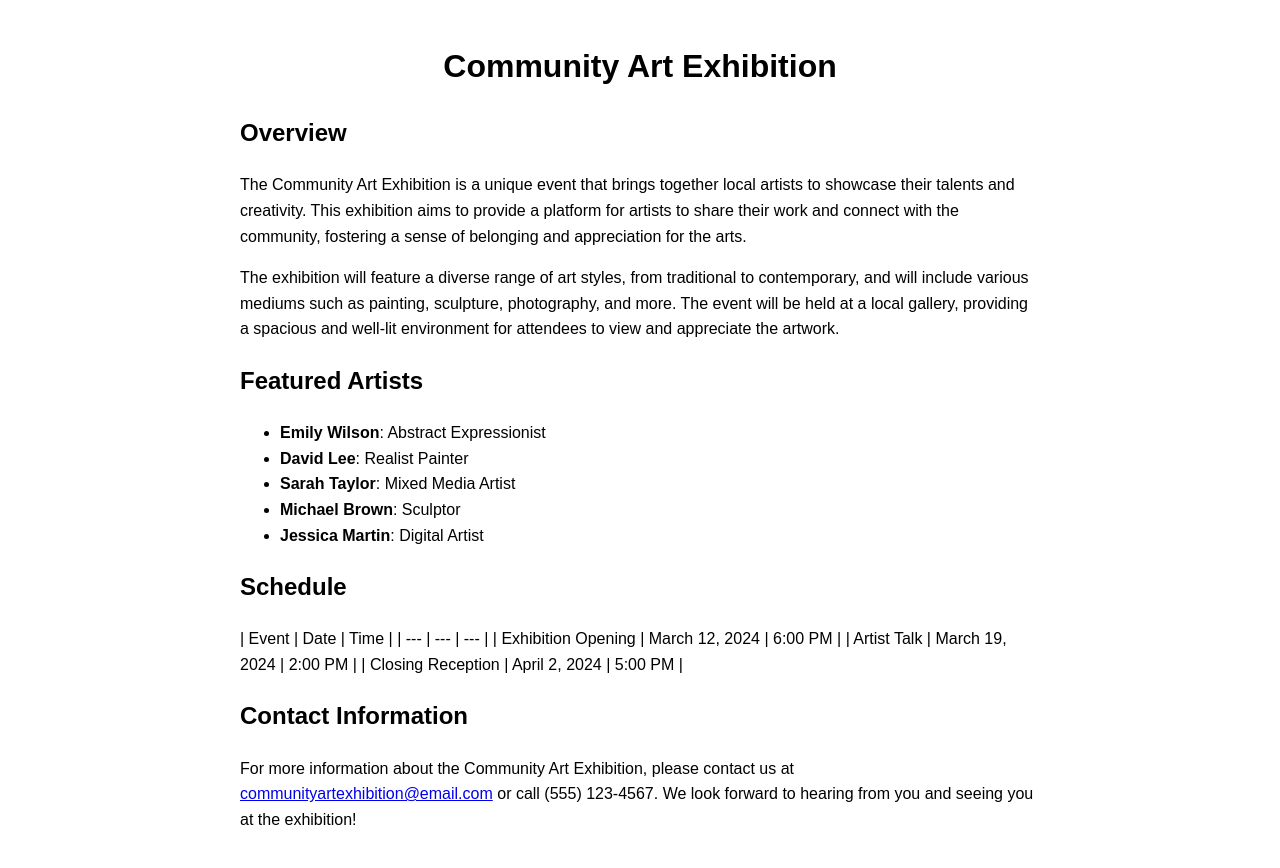 Community Art Exhibition
Overview
The Community Art Exhibition is a unique event that brings together local artists to showcase their talents and
creativity. This exhibition aims to provide a platform for artists to share their work and connect with the
community, fostering a sense of belonging and appreciation for the arts.
The exhibition will feature a diverse range of art styles, from traditional to contemporary, and will include various
mediums such as painting, sculpture, photography, and more. The event will be held at a local gallery, providing
a spacious and well-lit environment for attendees to view and appreciate the artwork.
Featured Artists
• Emily Wilson: Abstract Expressionist
• David Lee: Realist Painter
• Sarah Taylor: Mixed Media Artist
• Michael Brown: Sculptor
• Jessica Martin: Digital Artist
Schedule
| Event | Date | Time | | --- | --- | --- | | Exhibition Opening | March 12, 2024 | 6:00 PM | | Artist Talk | March 19,
2024 | 2:00 PM | | Closing Reception | April 2, 2024 | 5:00 PM |
Contact Information
For more information about the Community Art Exhibition, please contact us at
communityartexhibition@email.com or call (555) 123-4567. We look forward to hearing from you and seeing you
at the exhibition!